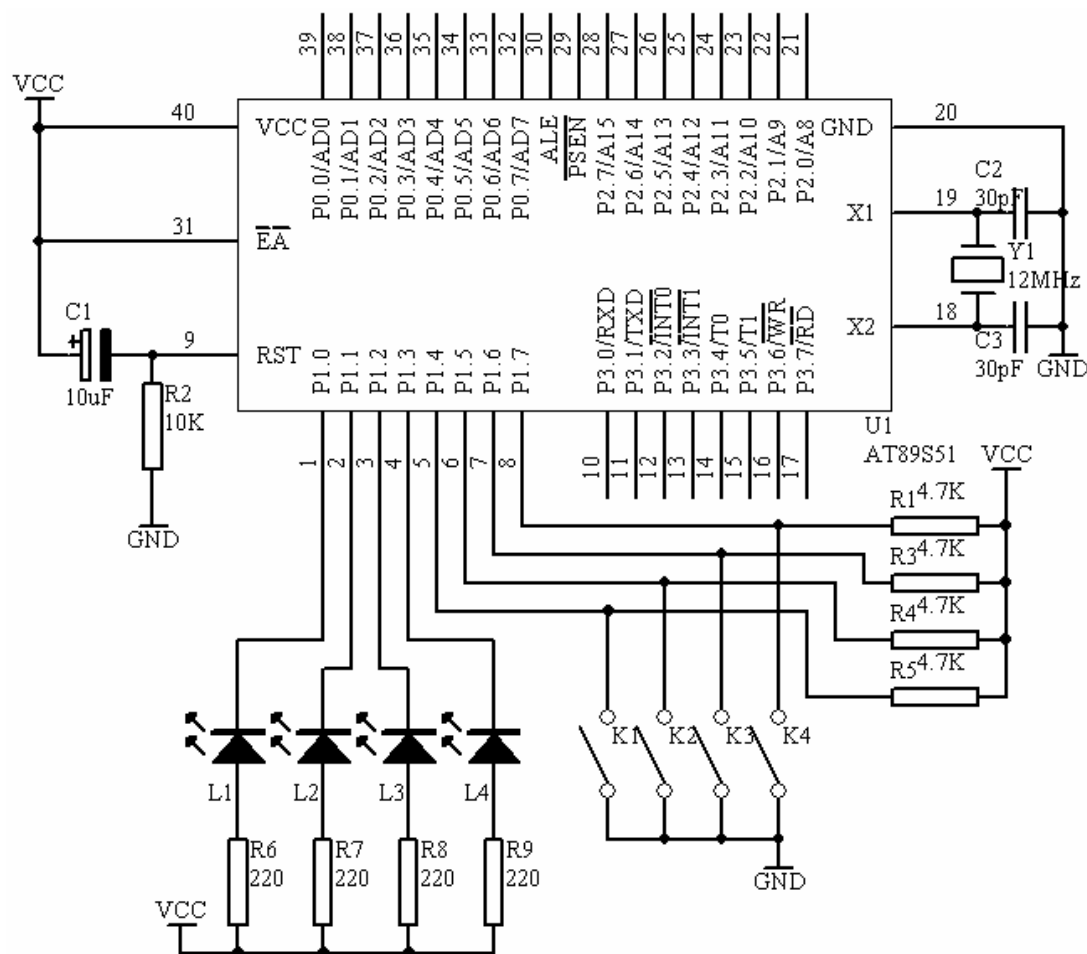 39
38
37
36
35
34
33
32
30
29
28
27
26
25
24
23
22
21
VCC
40
20
VCC
P0.0/AD0
P0.1/AD1
P0.2/AD2
P0.3/AD3
P0.4/AD4
P0.5/AD5
P0.6/AD6
P0.7/AD7
ALE
PSEN
P2.7/A15
P2.6/A14
P2.5/A13
P2.4/A12
P2.3/A11
P2.2/A10
P2.1/A9
P2.0/A8
GND
C2
30pF
19
X1
31
EA
Y1
12MHz
C1
10uF
9
RST
P1.0
P1.1
P1.2
P1.3
P1.4
P1.5
P1.6
P1.7
P3.0/RXD
P3.1/TXD
P3.2/INT0
P3.3/INT1
P3.4/T0
P3.5/T1
P3.6/WR
P3.7/RD
X2
18
C3
30pF
GND
R2
10K
GND
1
2
3
4
5
6
7
8
10
11
12
13
14
15
16
17
U1
AT89S51
VCC
R1 4.7K
R3 4.7K
R4 4.7K
R5 4.7K
K1
K2
K3
K4
GND
L1
L2
L3
L4
R6
220
R7
220
R8
220
R9
220
VCC